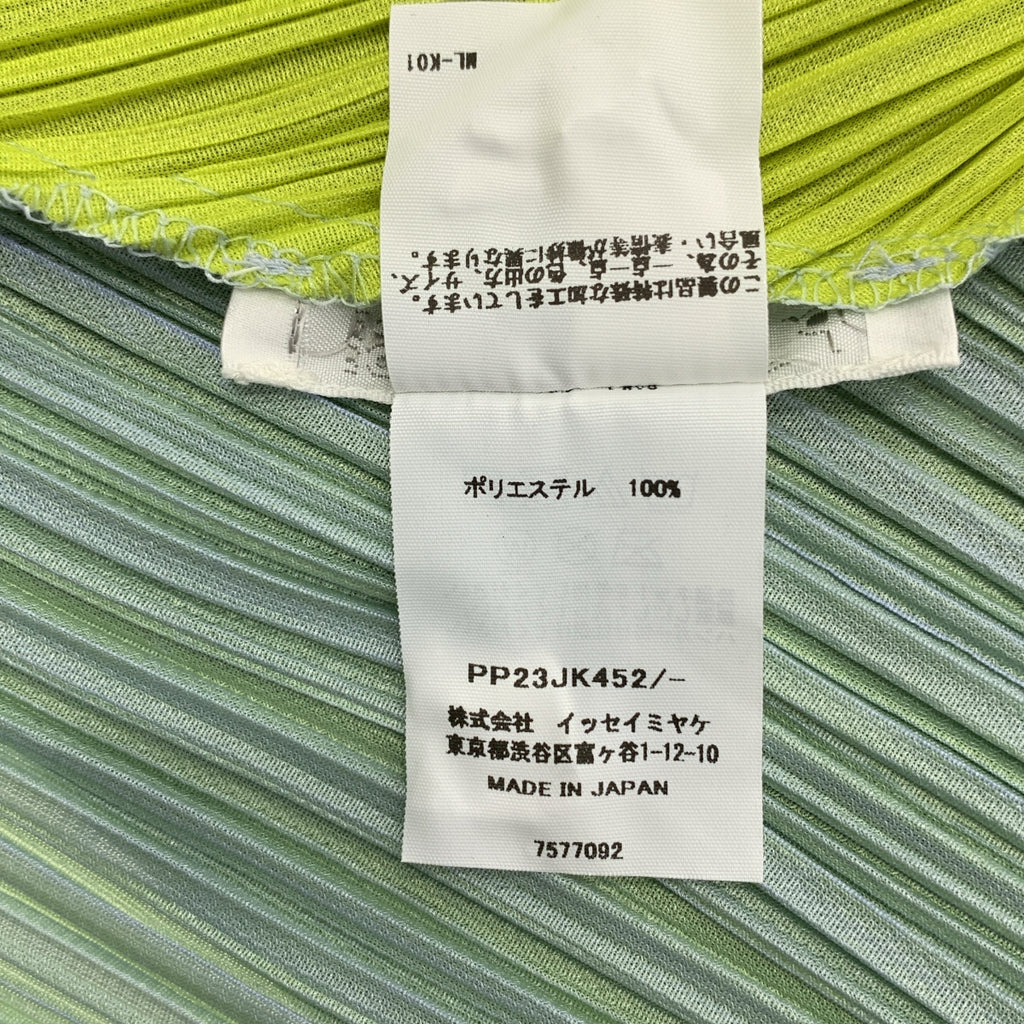 ML-K01
この製品は特殊な加工をしています。
その為、一点一点、色の出方、サイズ、
風合い、表情等が微妙に異なります。
ポリエステル 100%
PP23JK452/-
株式会社 イッセイミヤケ
東京都渋谷区富ヶ谷1-12-10
MADE IN JAPAN
7577092